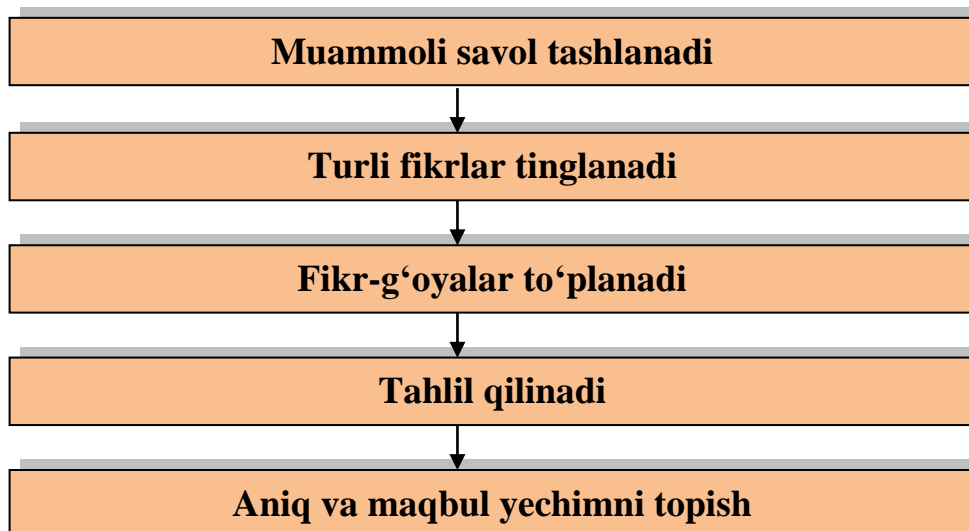 Muammoli savol tashlanadi
Turli fikrlar tinglanadi
Fikr-g‘oyalar to‘planadi
Tahlil qilinadi
Aniq va maqbul yechimni topish